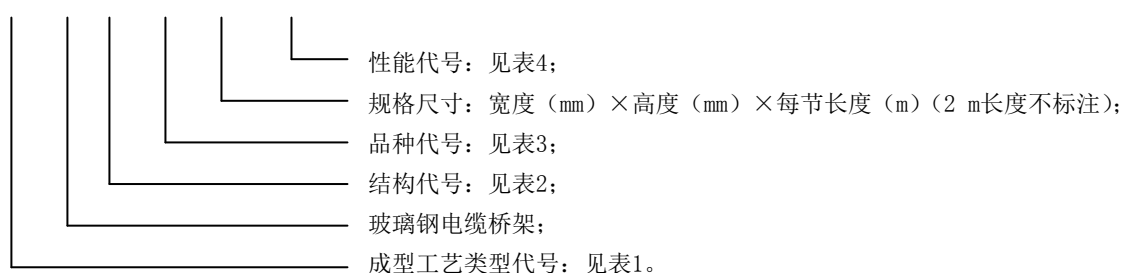 性能代号：见表4；
规格尺寸：宽度（mm）×高度（mm）×每节长度（m）（2 m长度不标注）；
品种代号：见表3；
结构代号：见表2；
玻璃钢电缆桥架；
成型工艺类型代号：见表1。